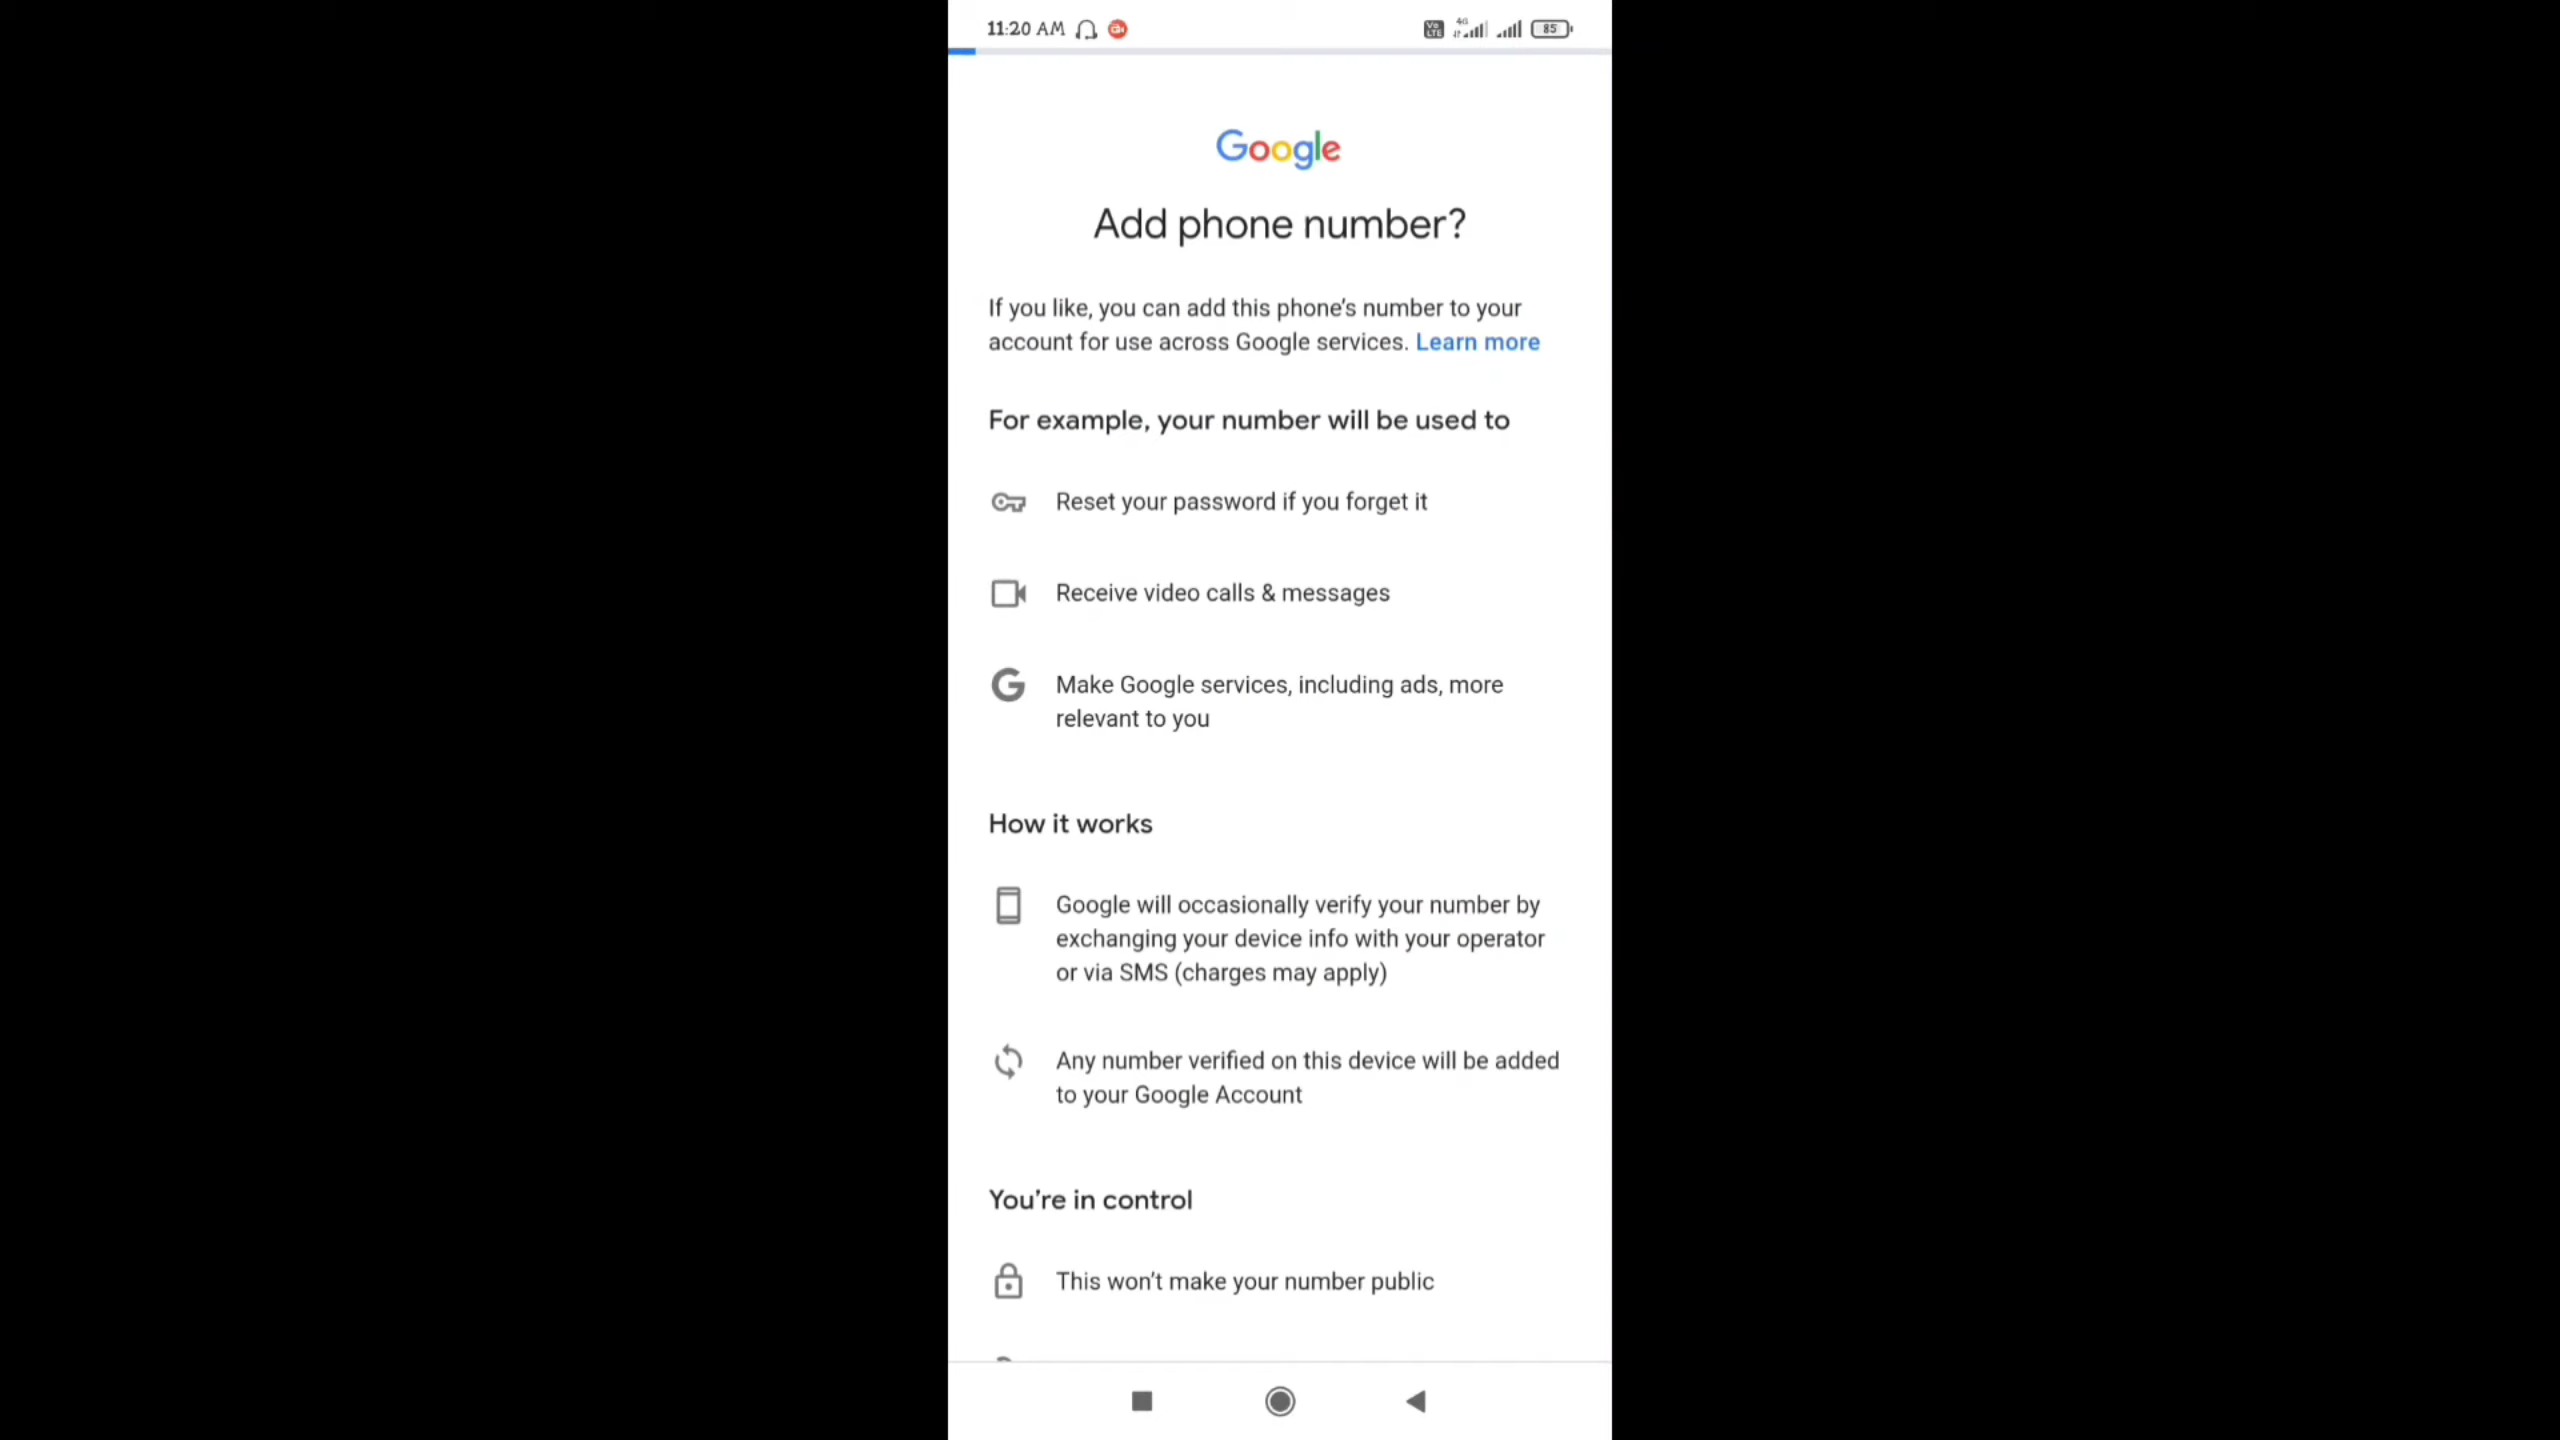 11:20 AM
Vo LTE 4G 85
Google
Add phone number?
If you like, you can add this phone’s number to your
account for use across Google services. Learn more
For example, your number will be used to
Reset your password if you forget it
Receive video calls & messages
G
Make Google services, including ads, more
relevant to you
How it works
Google will occasionally verify your number by
exchanging your device info with your operator
or via SMS (charges may apply)
Any number verified on this device will be added
to your Google Account
You’re in control
This won’t make your number public